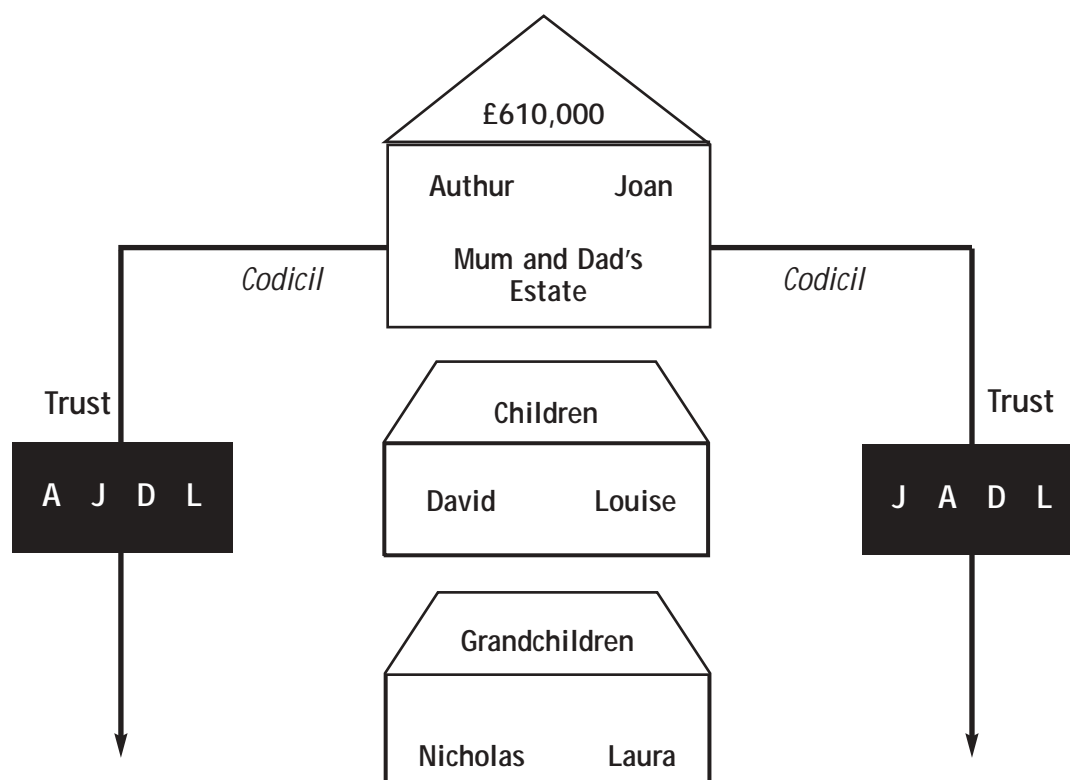 £610,000
Authur Joan
Mum and Dad's
Estate
Codicil
Codicil
Trust
Trust
A J D L
J A D L
Children
David Louise
Grandchildren
Nicholas Laura